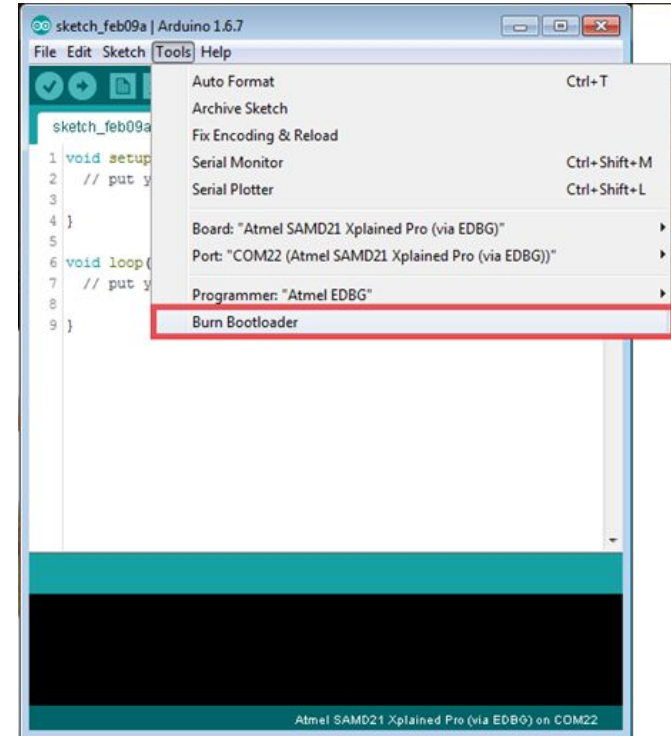 sketch_feb09a | Arduino 1.6.7
File Edit Sketch Tools Help
Auto Format Ctrl+T
Archive Sketch
Fix Encoding & Reload
Serial Monitor Ctrl+Shift+M
Serial Plotter Ctrl+Shift+L
Board: "Atmel SAMD21 Xplained Pro (via EDBG)"
Port: "COM22 (Atmel SAMD21 Xplained Pro (via EDBG))"
Programmer: "Atmel EDBG"
Burn Bootloader
sketch_feb09a
1 void setup
2 // put y
3
4 }
5
6 void loop(
7 // put y
8
9 }
Atmel SAMD21 Xplained Pro (via EDBG) on COM22